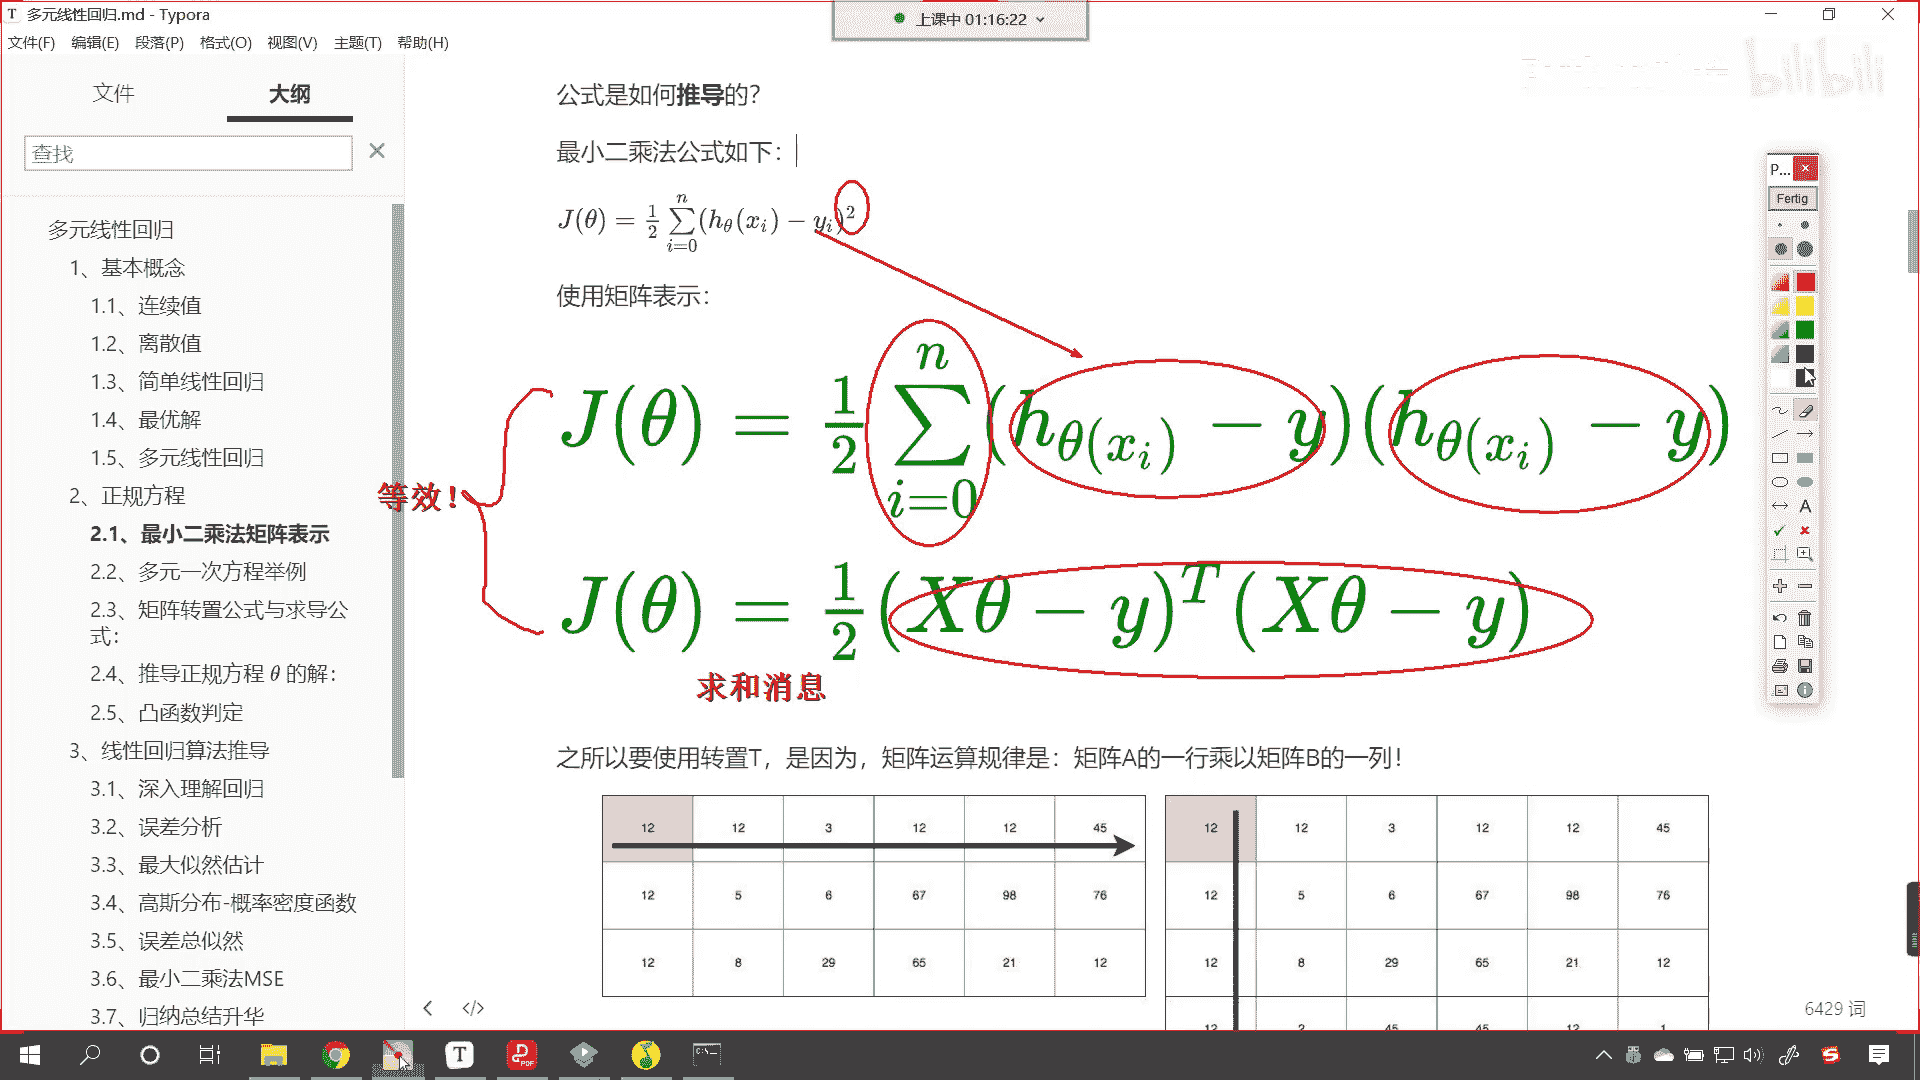 多元线性回归.md - Typora
上课中 01:16:22
文件(F) 编辑(E) 段落(P) 格式(O) 视图(V) 主题(T) 帮助(H)
bilibili
文件 大纲
查找
多元线性回归
1、基本概念
1.1、连续值
1.2、离散值
1.3、简单线性回归
1.4、最优解
1.5、多元线性回归
2、正规方程
2.1、最小二乘法矩阵表示
2.2、多元一次方程举例
2.3、矩阵转置公式与求导公
式：
2.4、推导正规方程 θ 的解：
2.5、凸函数判定
3、线性回归算法推导
3.1、深入理解回归
3.2、误差分析
3.3、最大似然估计
3.4、高斯分布-概率密度函数
3.5、误差总似然
3.6、最小二乘法MSE
3.7、归纳总结升华
公式是如何推导的？
最小二乘法公式如下：
J(θ) = 1/2 ∑_{i=0}^{n} (h_θ(x_i) − y_i)^2
使用矩阵表示：
J(θ) = 1/2 ∑_{i=0}^{n} (h_{θ(x_i)} − y)(h_{θ(x_i)} − y)
等效！
J(θ) = 1/2 (Xθ − y)^T (Xθ − y)
求和消息
之所以要使用转置T，是因为，矩阵运算规律是：矩阵A的一行乘以矩阵B的一列！
12 12 3 12 12 45
12 5 6 67 98 76
12 8 29 65 21 12
12 12 3 12 12 45
12 5 6 67 98 76
12 8 29 65 21 12
12 2 45 45 12 1
6429 词
P...
Fertig
A